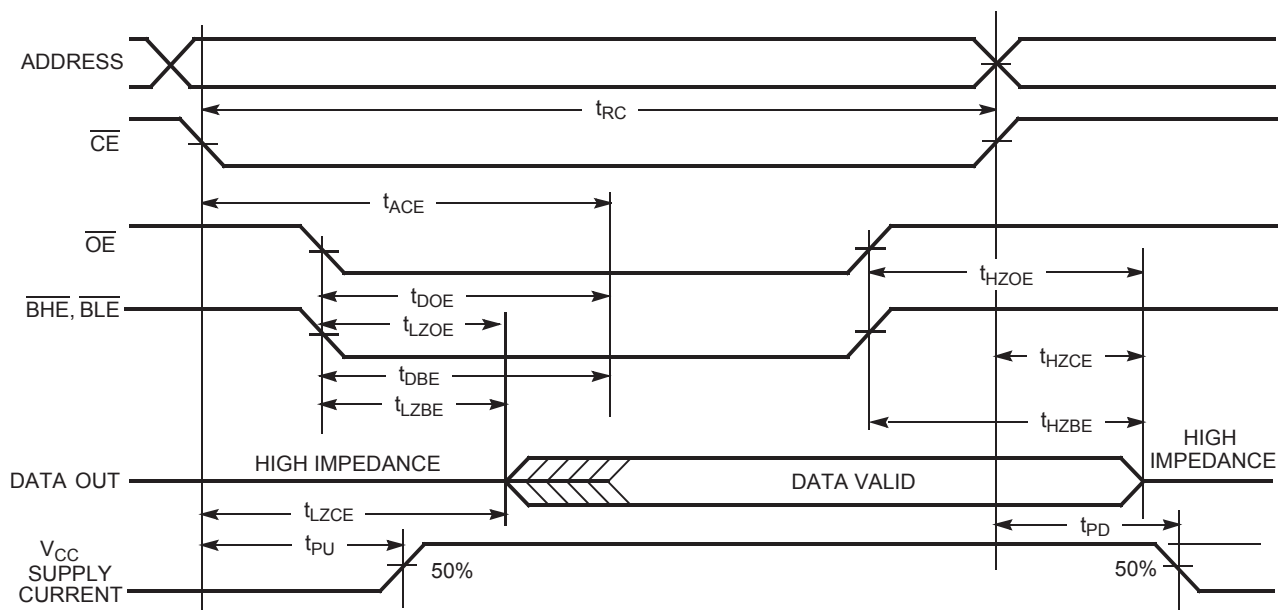 ADDRESS
tRC
CE
tACE
OE
tHZOE
tDOE
BHE, BLE
tLZOE
tHZCE
tDBE
tLZBE
tHZBE
HIGH IMPEDANCE
HIGH
IMPEDANCE
DATA OUT
DATA VALID
tLZCE
tPU
tPD
VCC
SUPPLY
CURRENT
50%
50%